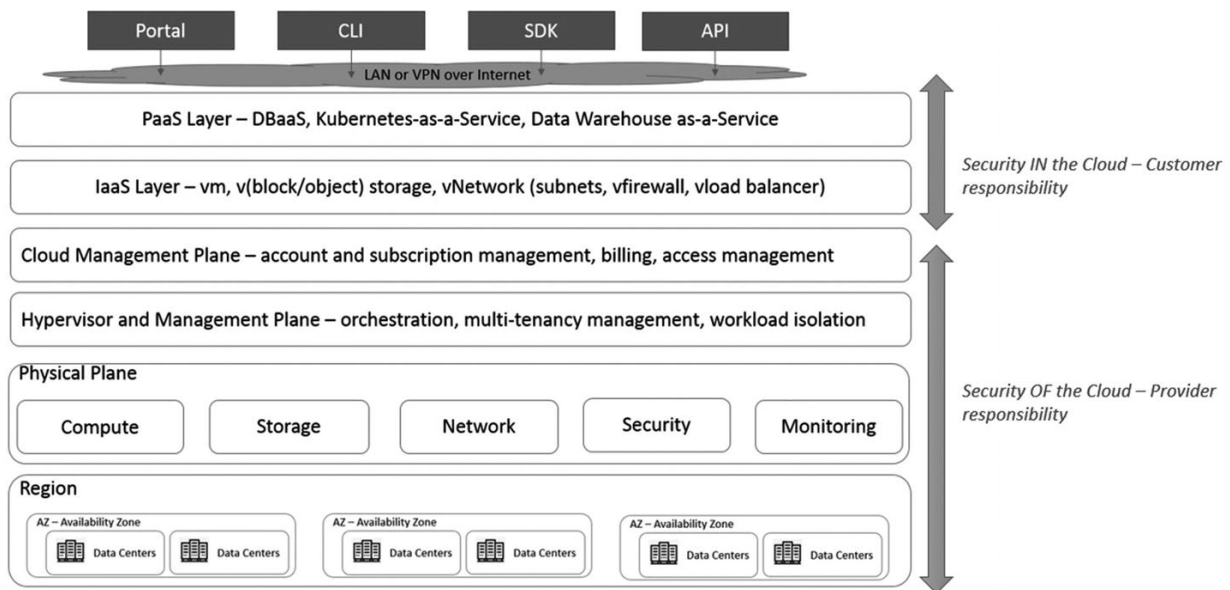 Portal
CLI
SDK
API
LAN or VPN over Internet
PaaS Layer – DBaaS, Kubernetes-as-a-Service, Data Warehouse as-a-Service
IaaS Layer – vm, v(block/object) storage, vNetwork (subnets, vfirewall, vload balancer)
Security IN the Cloud – Customer
responsibility
Cloud Management Plane – account and subscription management, billing, access management
Hypervisor and Management Plane – orchestration, multi-tenancy management, workload isolation
Physical Plane
Compute
Storage
Network
Security
Monitoring
Security OF the Cloud – Provider
responsibility
Region
AZ – Availability Zone
Data Centers
Data Centers
AZ – Availability Zone
Data Centers
Data Centers
AZ – Availability Zone
Data Centers
Data Centers